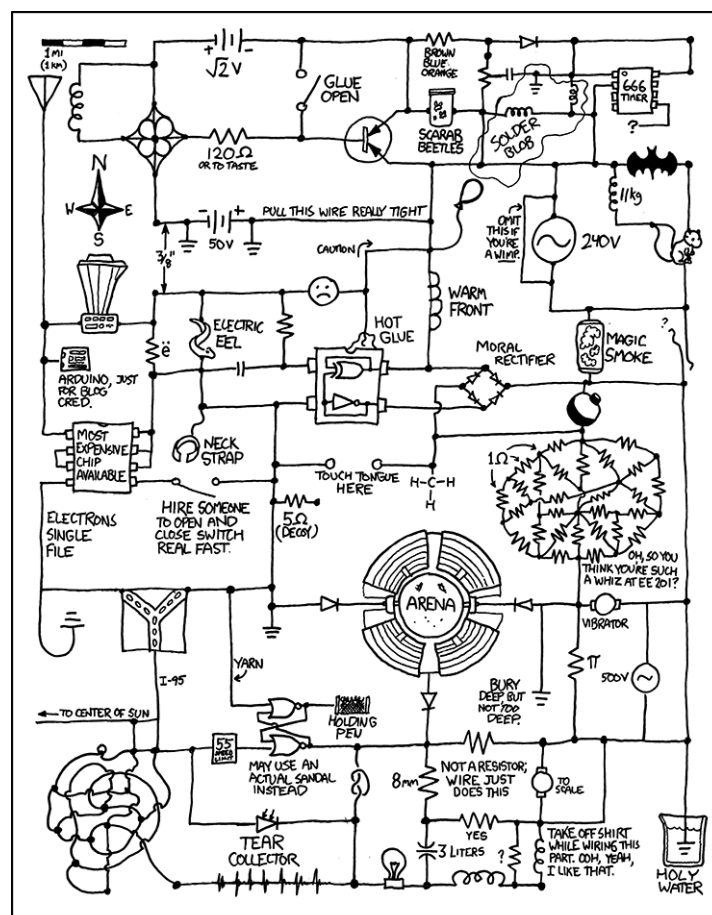 1 MI
(1 KM)
+ -
√2 V
GLUE
OPEN
BROWN
BLUE
ORANGE
666
TIMER
?
120Ω
OR TO TASTE
SCARAB
BEETLES
SOLDER
BLOB
N
W E
S
- +
50V
PULL THIS WIRE REALLY TIGHT
3/8"
CAUTION
OMIT
THIS IF
YOU'RE
A WIMP.
240V
11kg
ELECTRIC
EEL
ë
HOT
GLUE
WARM
FRONT
MORAL
RECTIFIER
MAGIC
SMOKE
?
ARDUINO, JUST
FOR BLOG
CRED.
MOST
EXPENSIVE
CHIP
AVAILABLE
NECK
STRAP
TOUCH TONGUE
HERE
H-C-H
H
1Ω
ELECTRONS
SINGLE
FILE
HIRE SOMEONE
TO OPEN AND
CLOSE SWITCH
REAL FAST.
5Ω
(DECOY)
OH, SO YOU
THINK YOU'RE SUCH
A WHIZ AT EE 201?
ARENA
VIBRATOR
I-95
YARN
BURY
DEEP BUT
NOT TOO
DEEP.
π
500V
TO CENTER OF SUN
HOLDING
PEN
55
SPEED
LIMIT
MAY USE AN
ACTUAL SANDAL
INSTEAD
8mm
NOT A RESISTOR;
WIRE JUST
DOES THIS
TO
SCALE
TEAR
COLLECTOR
3 LITERS
YES
?
TAKE OFF SHIRT
WHILE WIRING THIS
PART. OOH, YEAH,
I LIKE THAT.
HOLY
WATER